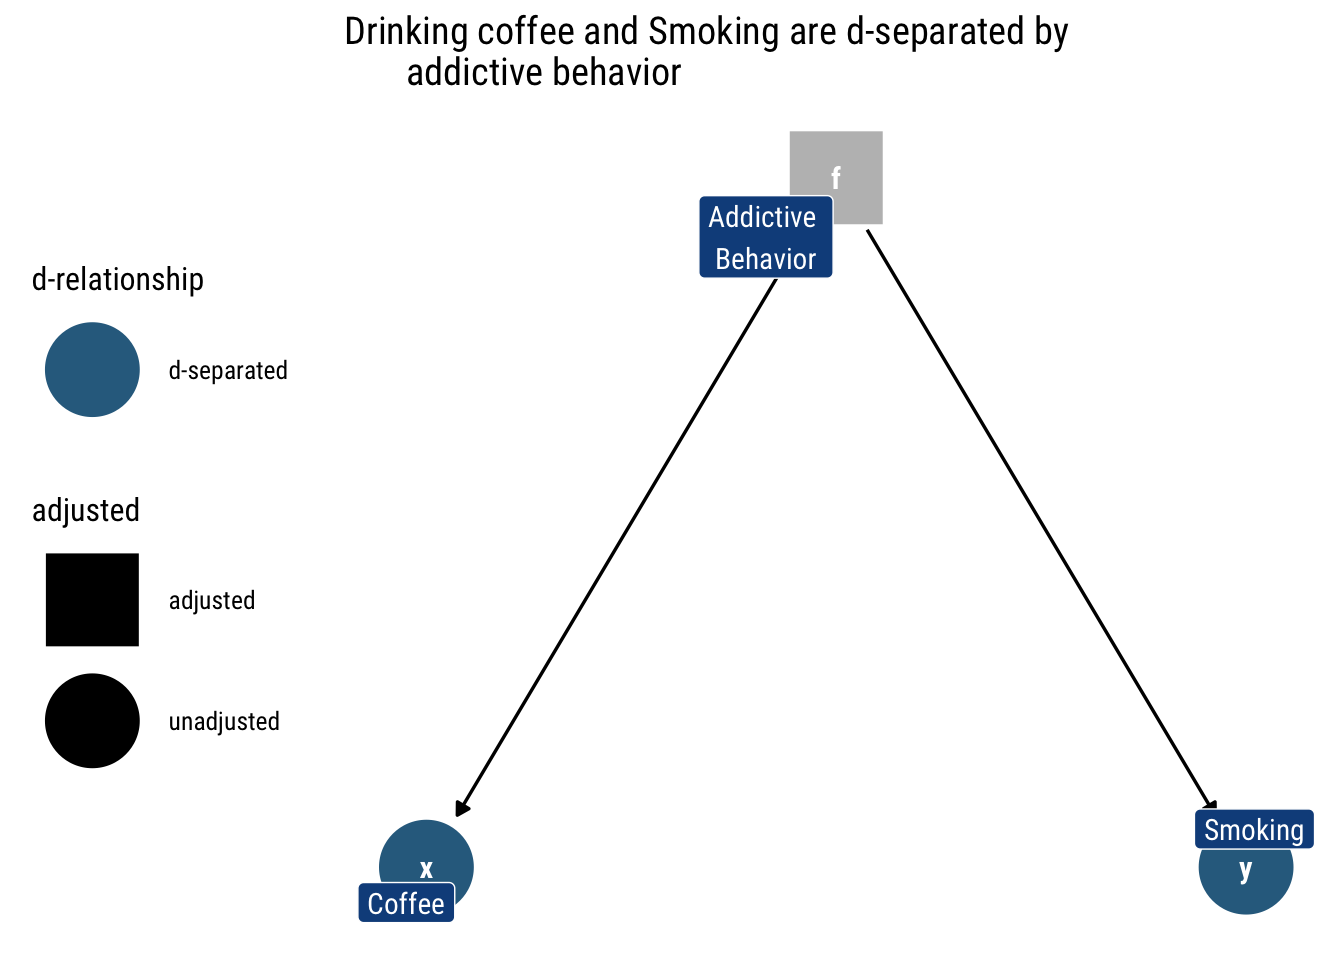 Drinking coffee and Smoking are d-separated by
addictive behavior
f
Addictive
Behavior
d-relationship
d-separated
adjusted
adjusted
unadjusted
x
Coffee
Smoking
y